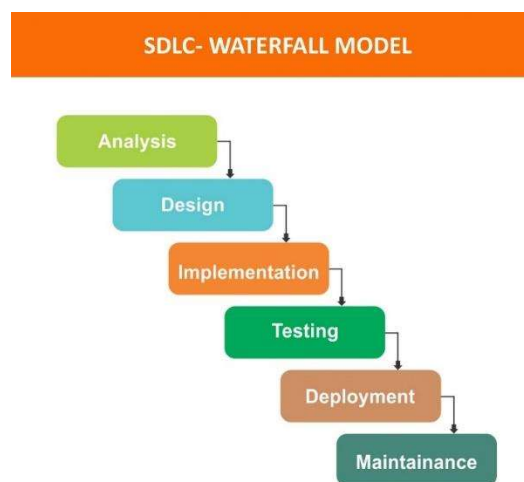 SDLC- WATERFALL MODEL
Analysis
Design
Implementation
Testing
Deployment
Maintainance